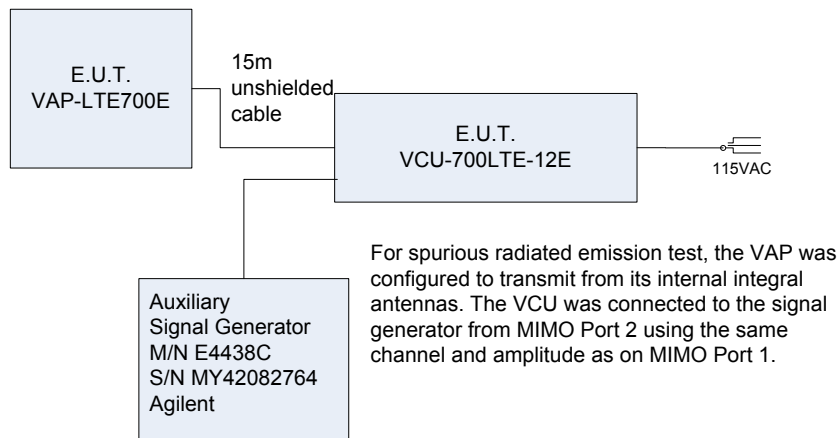 E.U.T.
VAP-LTE700E
15m
unshielded
cable
E.U.T.
VCU-700LTE-12E
115VAC
For spurious radiated emission test, the VAP was
configured to transmit from its internal integral
antennas. The VCU was connected to the signal
generator from MIMO Port 2 using the same
channel and amplitude as on MIMO Port 1.
Auxiliary
Signal Generator
M/N E4438C
S/N MY42082764
Agilent